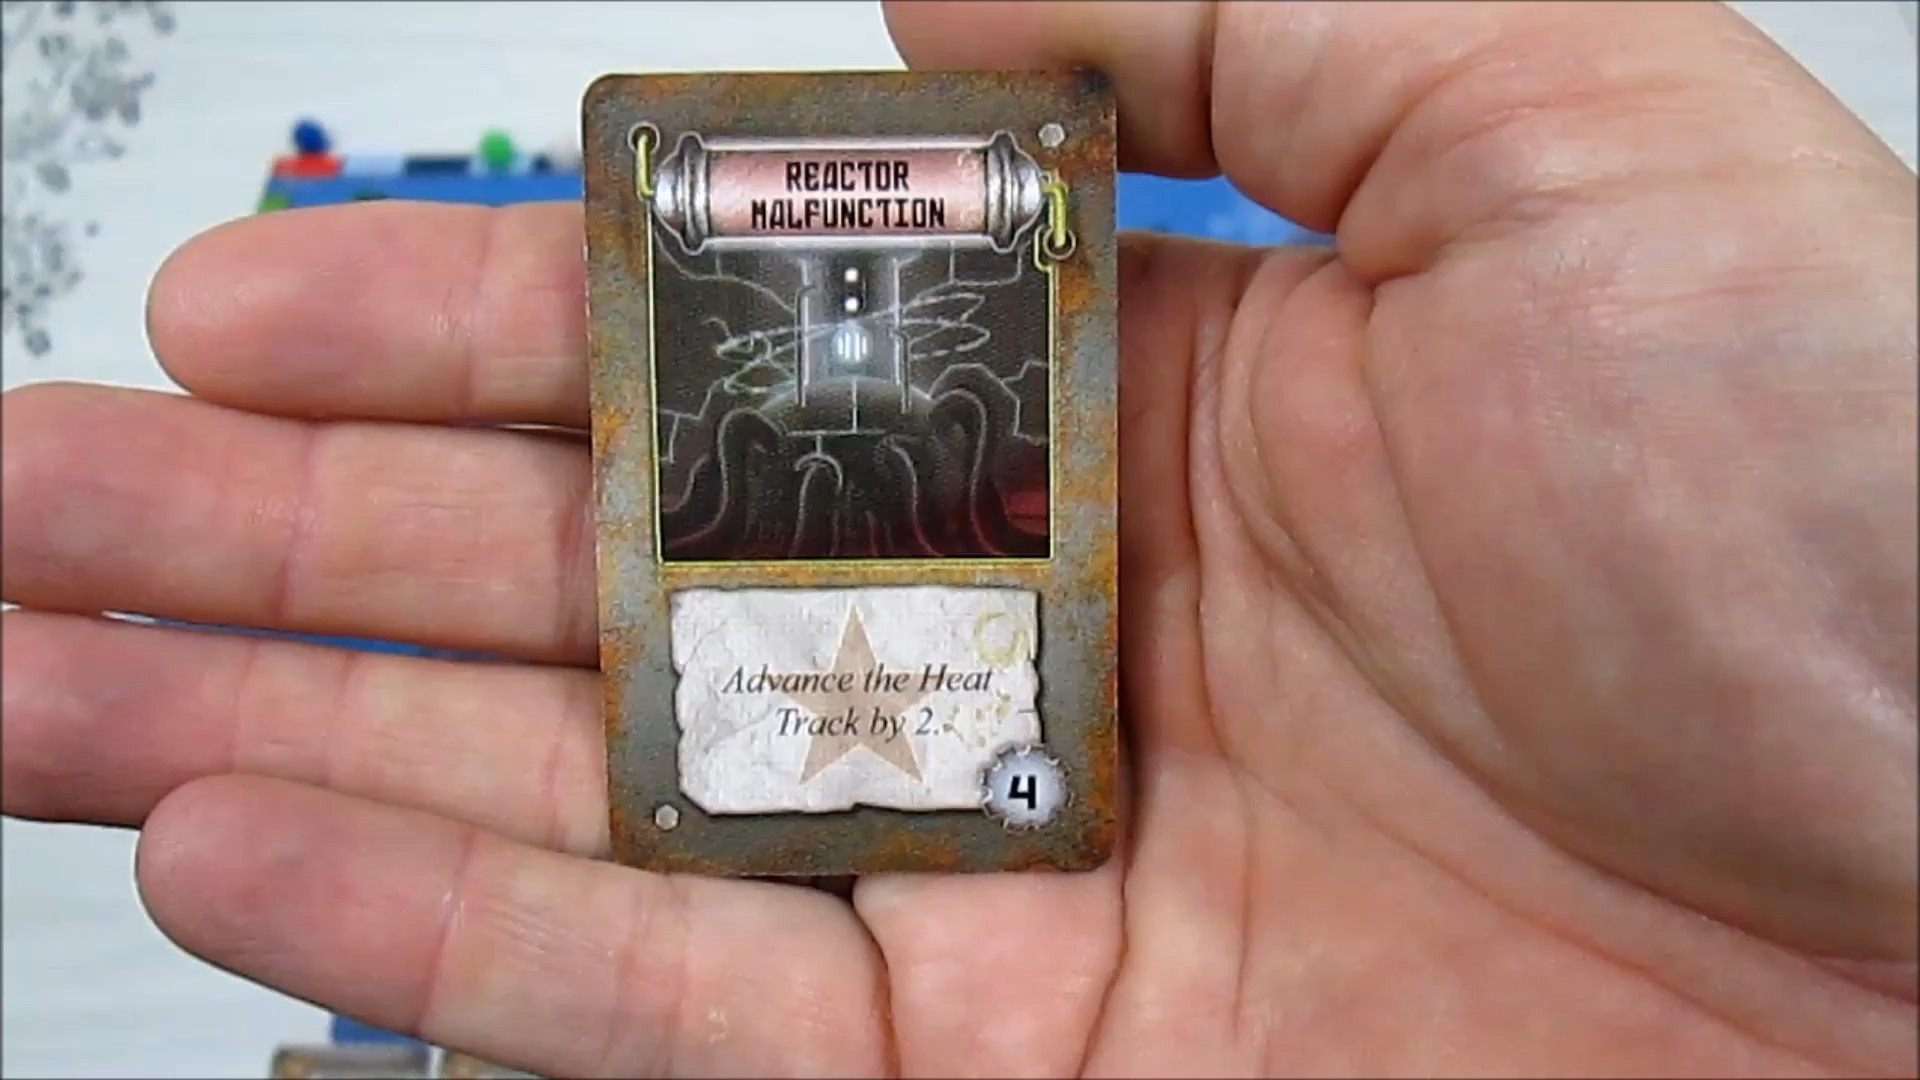 REACTOR
MALFUNCTION
Advance the Heat
Track by 2.
4